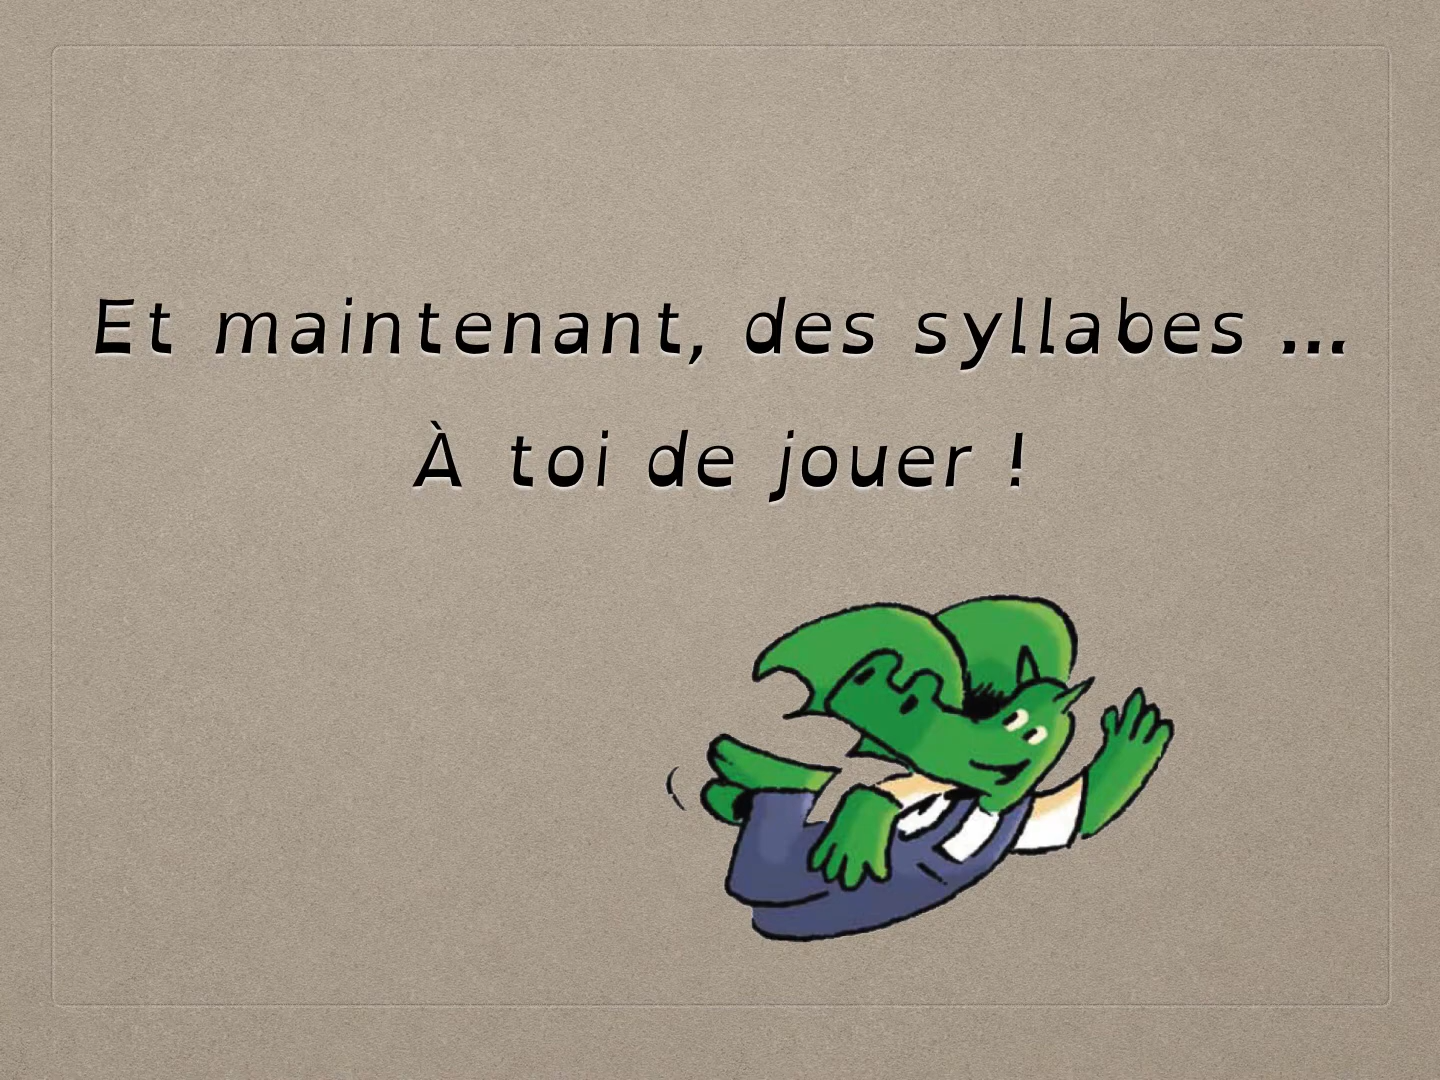 Et maintenant, des syllabes …
À toi de jouer !